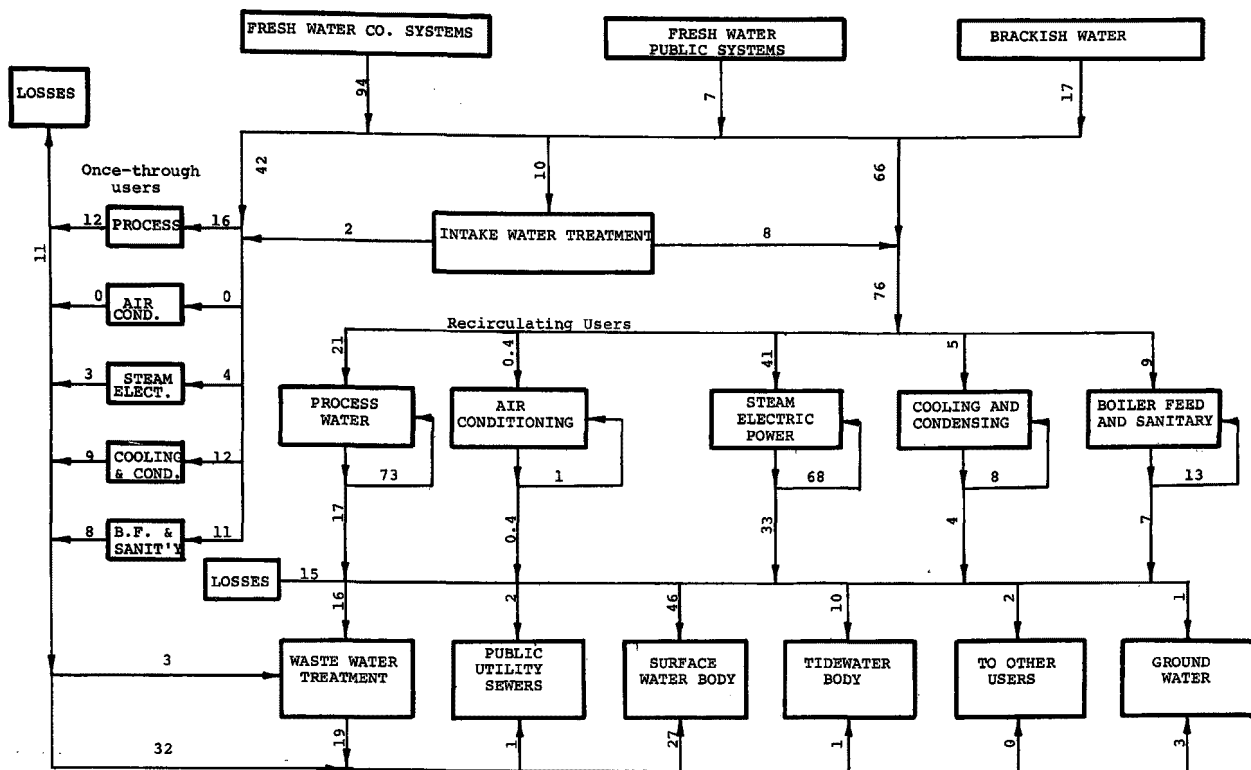 FRESH WATER CO. SYSTEMS
FRESH WATER
PUBLIC SYSTEMS
BRACKISH WATER
LOSSES
94
7
17
42
10
66
Once-through
users
12
PROCESS
16
2
INTAKE WATER TREATMENT
8
11
76
0
AIR
COND.
0
Recirculating Users
21
0.4
41
5
9
3
STEAM
ELECT.
4
PROCESS
WATER
AIR
CONDITIONING
STEAM
ELECTRIC
POWER
COOLING AND
CONDENSING
BOILER FEED
AND SANITARY
9
COOLING
& COND.
12
73
1
68
8
13
8
B.F. &
SANIT'Y
11
17
0.4
33
4
7
LOSSES
15
16
2
46
10
2
1
3
WASTE WATER
TREATMENT
PUBLIC
UTILITY
SEWERS
SURFACE
WATER BODY
TIDEWATER
BODY
TO OTHER
USERS
GROUND
WATER
32
19
1
27
1
0
3